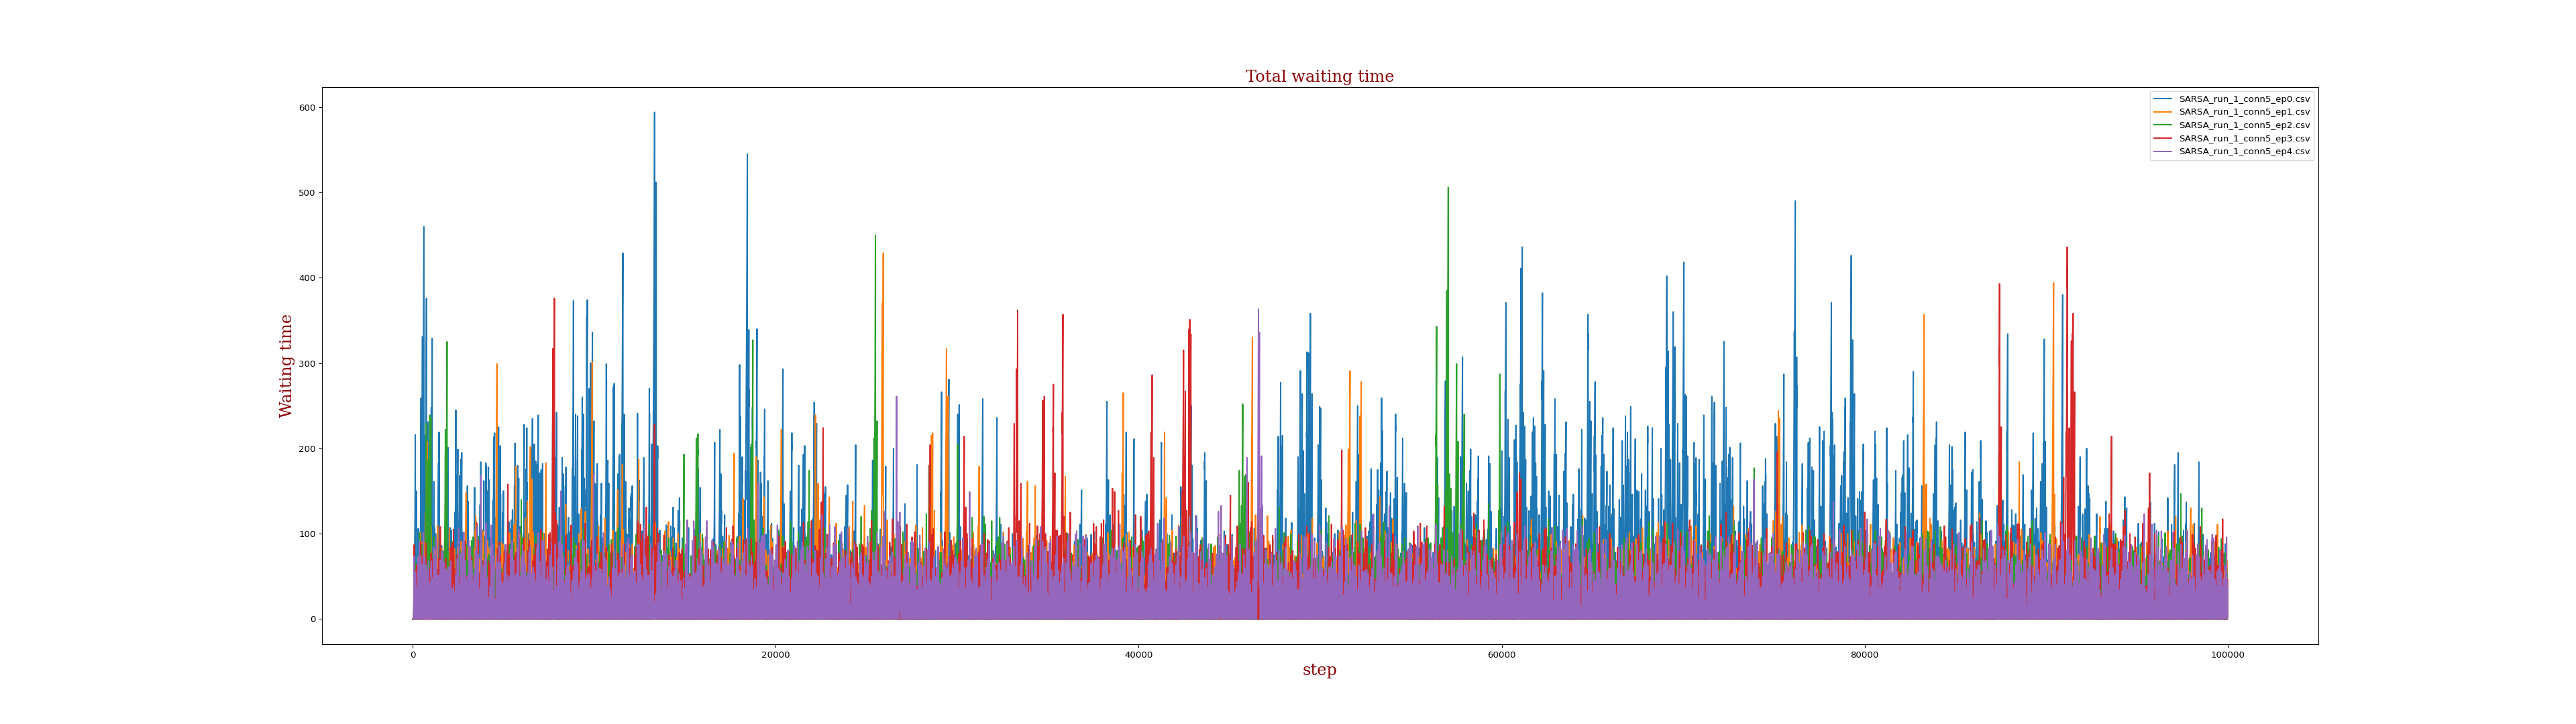 Total waiting time
600
500
400
300
200
100
0
Waiting time
SARSA_run_1_conn5_ep0.csv
SARSA_run_1_conn5_ep1.csv
SARSA_run_1_conn5_ep2.csv
SARSA_run_1_conn5_ep3.csv
SARSA_run_1_conn5_ep4.csv
0 20000 40000 60000 80000 100000
step